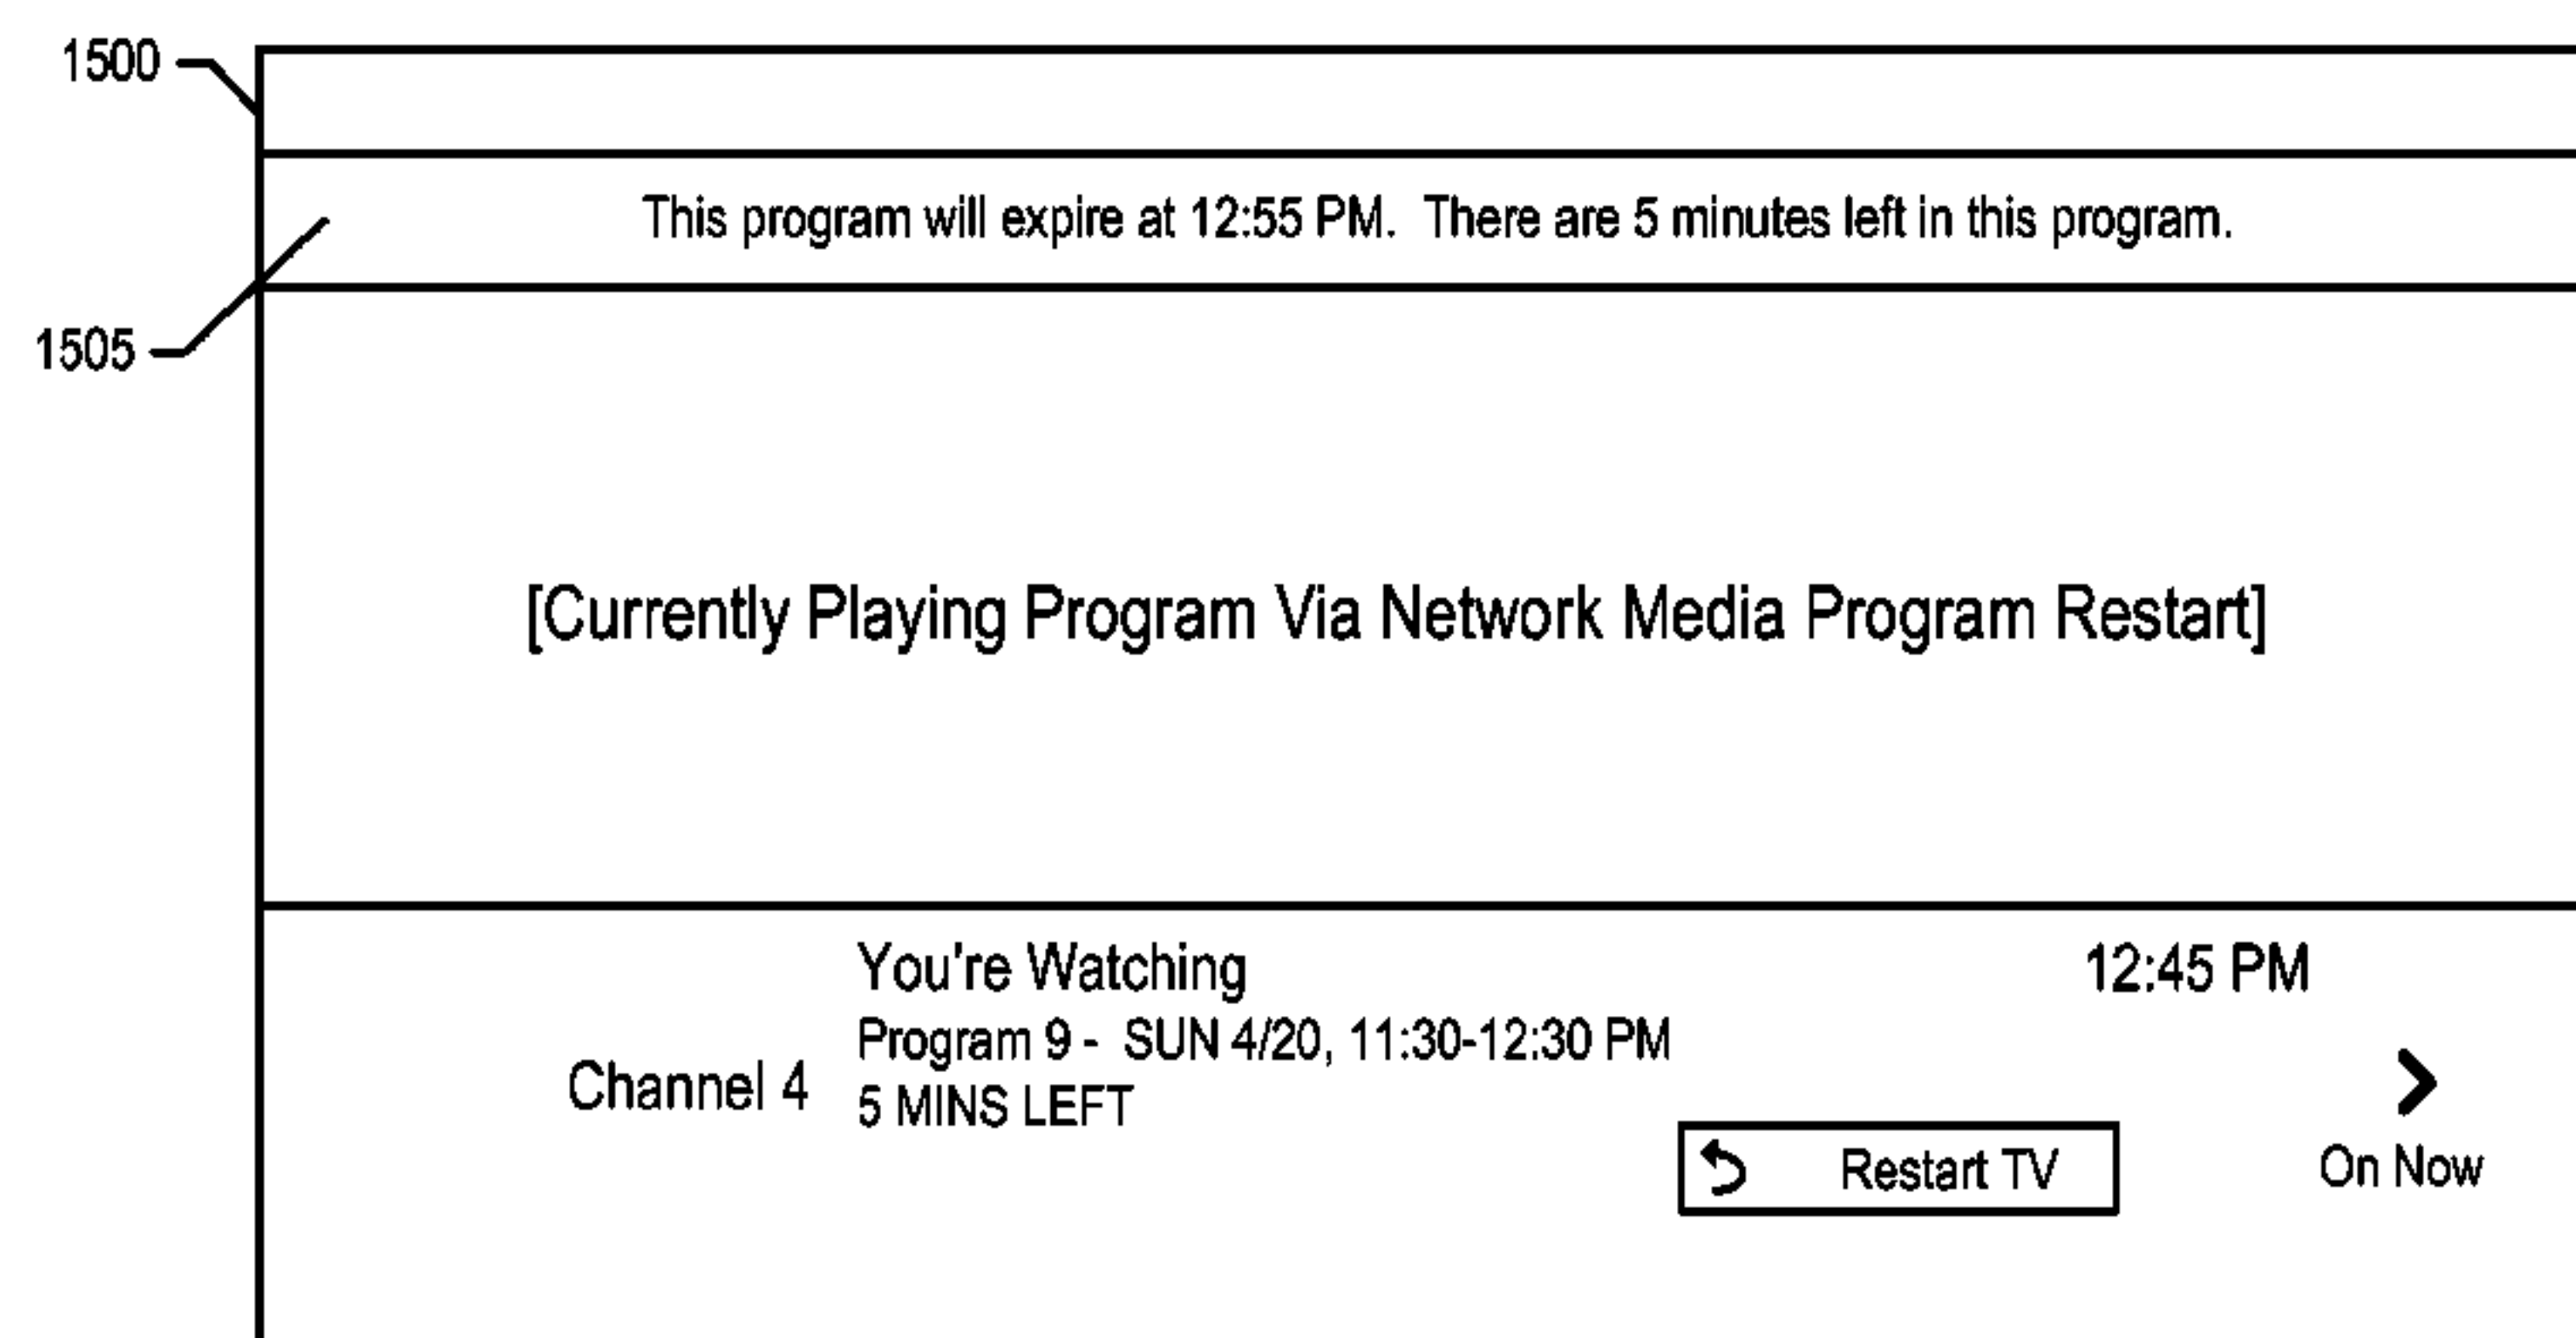 1500
This program will expire at 12:55 PM.  There are 5 minutes left in this program.
1505
[Currently Playing Program Via Network Media Program Restart]
You're Watching
12:45 PM
Program 9 -  SUN 4/20, 11:30-12:30 PM
Channel 4
5 MINS LEFT
Restart TV
On Now